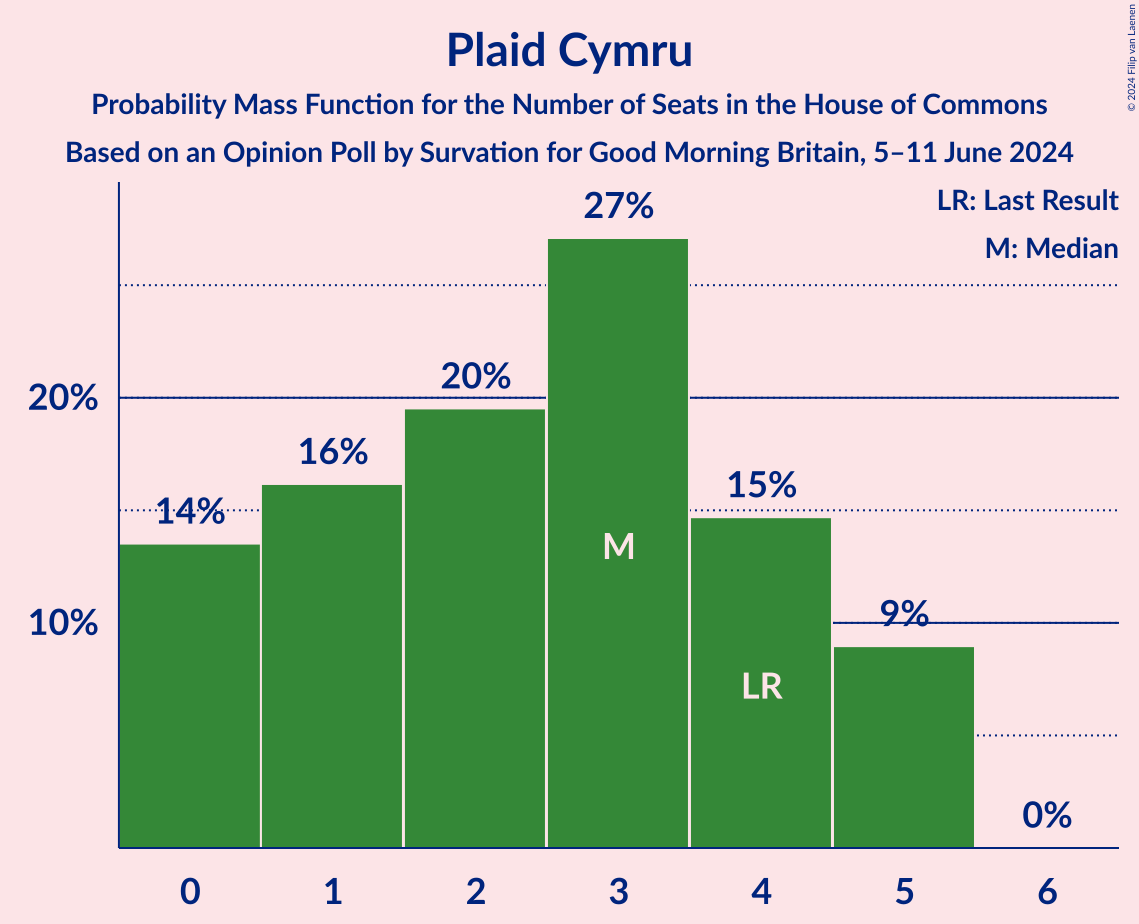 Plaid Cymru
Probability Mass Function for the Number of Seats in the House of Commons
Based on an Opinion Poll by Survation for Good Morning Britain, 5–11 June 2024
© 2024 Filip van Laenen
LR: Last Result
M: Median
27%
20%
20%
16%
15%
14%
M
10%
9%
LR
0%
0 1 2 3 4 5 6